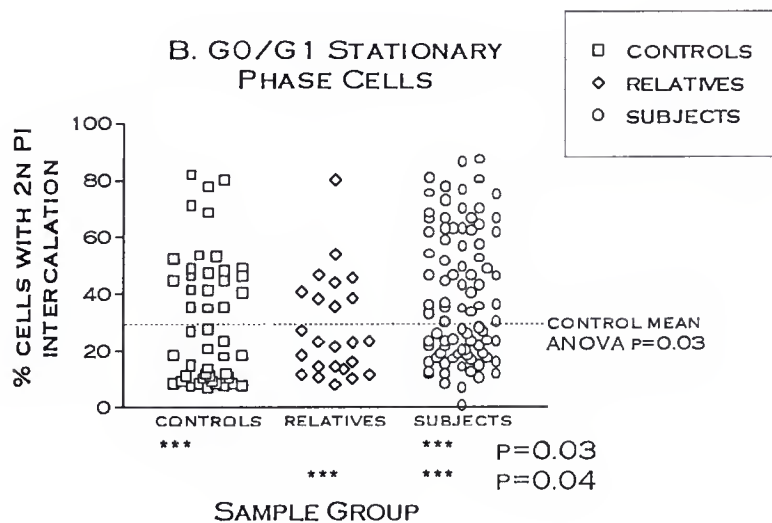 B. G0/G1 STATIONARY
PHASE CELLS
□ CONTROLS
◇ RELATIVES
○ SUBJECTS
% CELLS WITH 2N PI
INTERCALATION
100
80
60
40
20
0
CONTROL MEAN
ANOVA P=0.03
CONTROLS RELATIVES SUBJECTS
*** *** P=0.03
*** *** P=0.04
SAMPLE GROUP